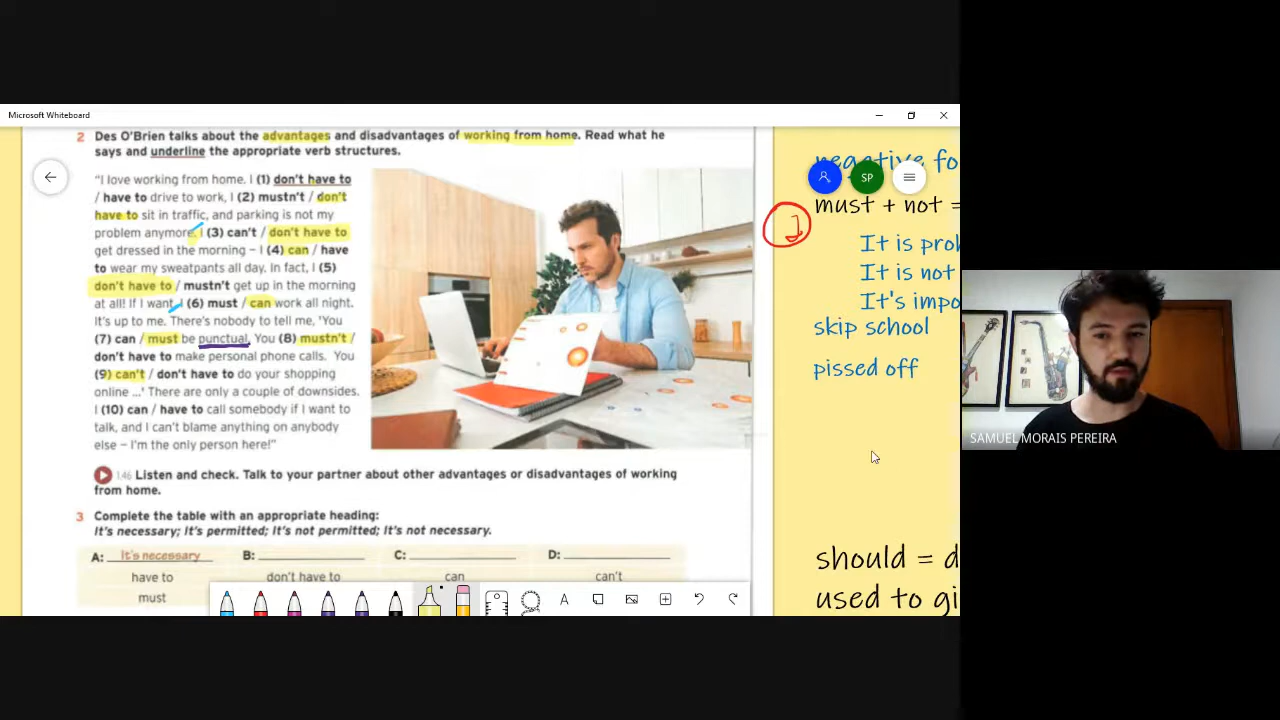 Microsoft Whiteboard
2 Des O'Brien talks about the advantages and disadvantages of working from home. Read what he
says and underline the appropriate verb structures.
"I love working from home. I (1) don't have to
/ have to drive to work, I (2) mustn't / don't
have to sit in traffic, and parking is not my
problem anymore. I (3) can't / don't have to
get dressed in the morning – I (4) can / have
to wear my sweatpants all day. In fact, I (5)
don't have to / mustn't get up in the morning
at all! If I want, I (6) must / can work all night.
It's up to me. There's nobody to tell me, 'You
(7) can / must be punctual, You (8) mustn't /
don't have to make personal phone calls. You
(9) can't / don't have to do your shopping
online ...' There are only a couple of downsides.
I (10) can / have to call somebody if I want to
talk, and I can't blame anything on anybody
else – I'm the only person here!"
1.46 Listen and check. Talk to your partner about other advantages or disadvantages of working
from home.
3 Complete the table with an appropriate heading:
It's necessary; It's permitted; It's not permitted; It's not necessary.
A: It's necessary B: C: D:
have to don't have to can can't
must
negative fo
SP
must + not =
It is prol
It is not
It's impo
skip school
pissed off
should = d
used to gi
SAMUEL MORAIS PEREIRA